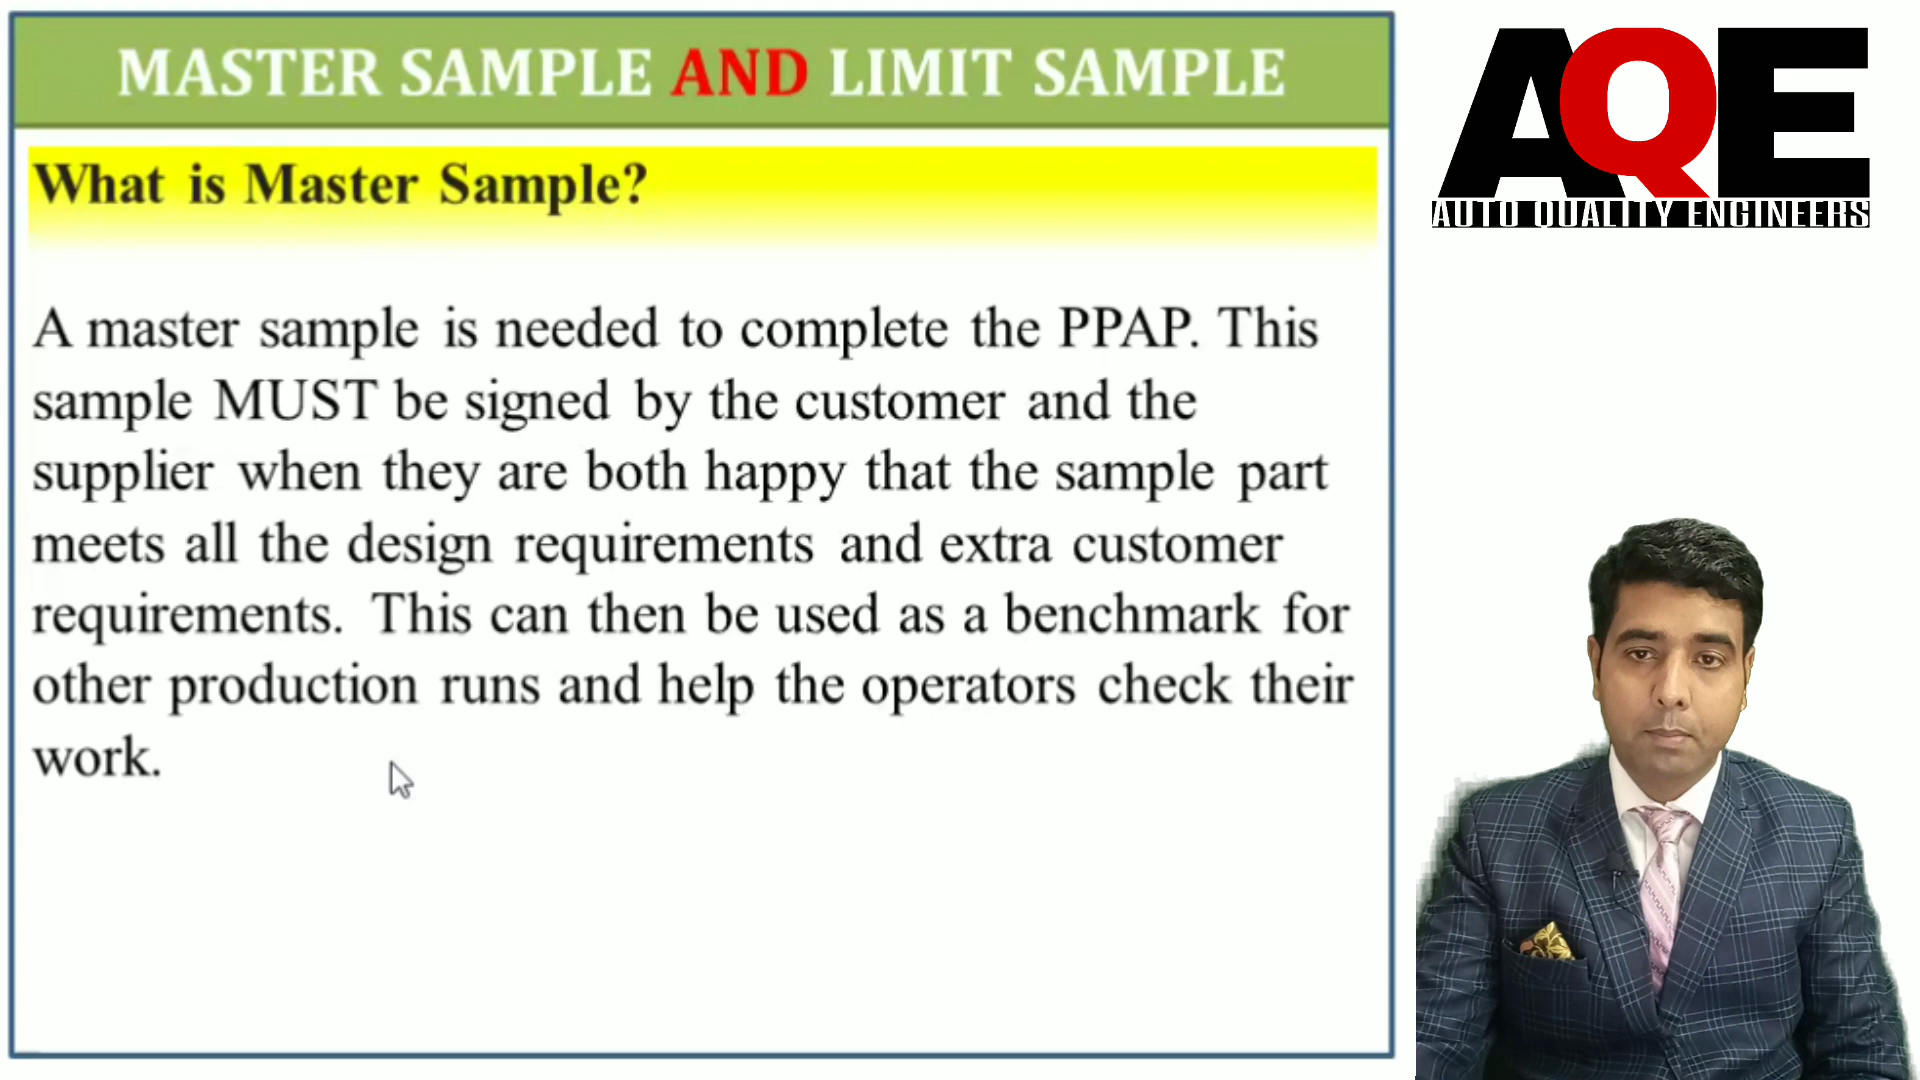 MASTER SAMPLE AND LIMIT SAMPLE
What is Master Sample?
A master sample is needed to complete the PPAP. This
sample MUST be signed by the customer and the
supplier when they are both happy that the sample part
meets all the design requirements and extra customer
requirements. This can then be used as a benchmark for
other production runs and help the operators check their
work.
AQE
AUTO QUALITY ENGINEERS